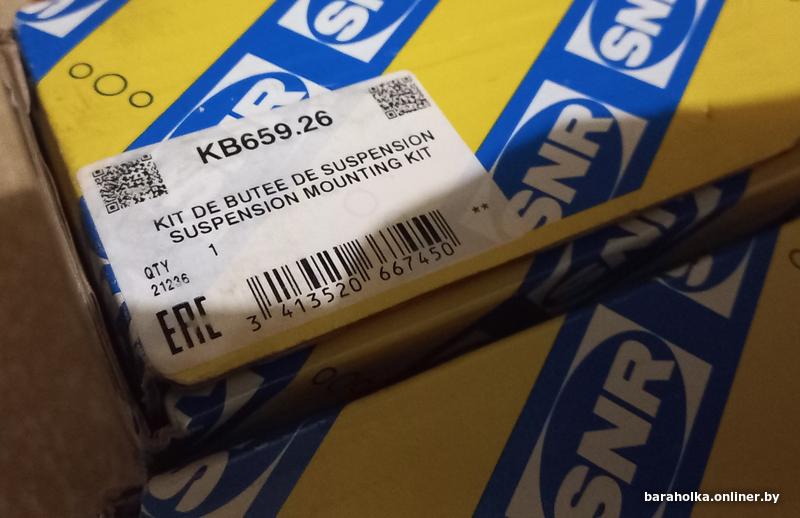 SNR
SNR
KB659.26
KIT DE BUTEE DE SUSPENSION
SUSPENSION MOUNTING KIT
**
QTY 1
21236
EAC
3 413520 667450
SNR
SNR
baraholka.onliner.by